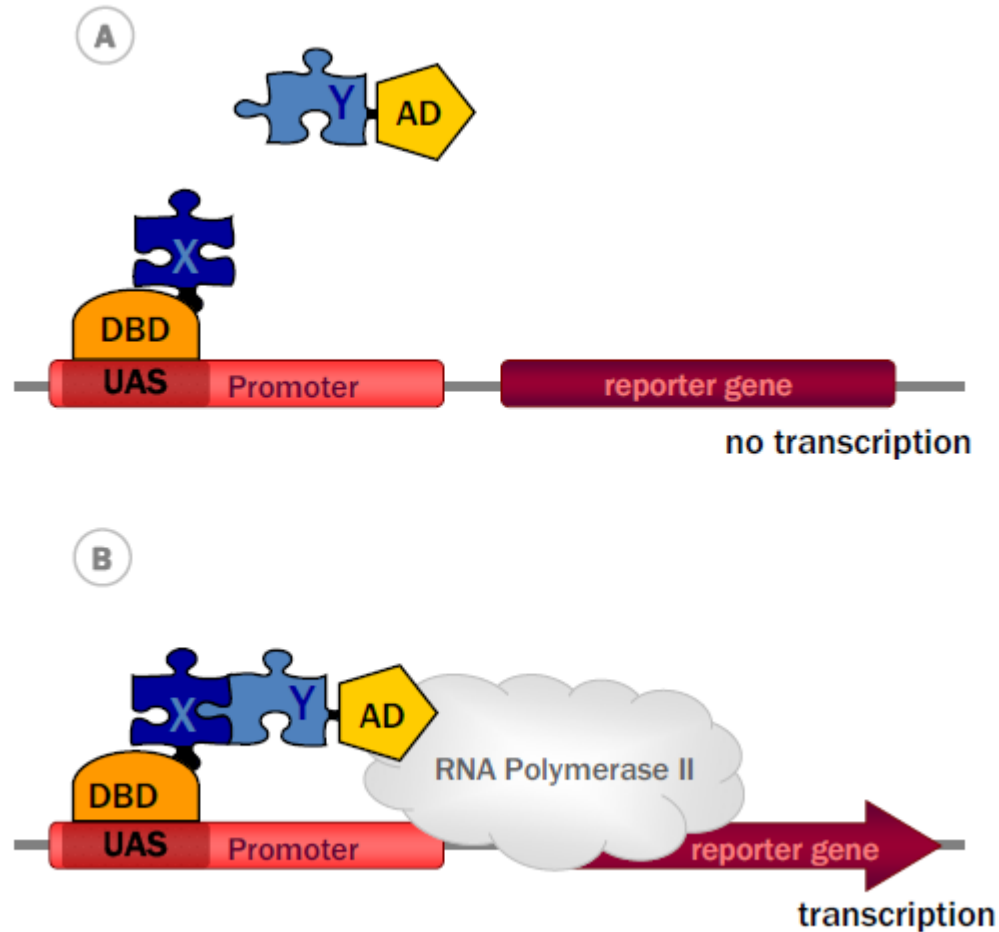 A
Y
AD
X
DBD
UAS
Promoter
reporter gene
no transcription
B
X
Y
AD
RNA Polymerase II
DBD
UAS
Promoter
reporter gene
transcription